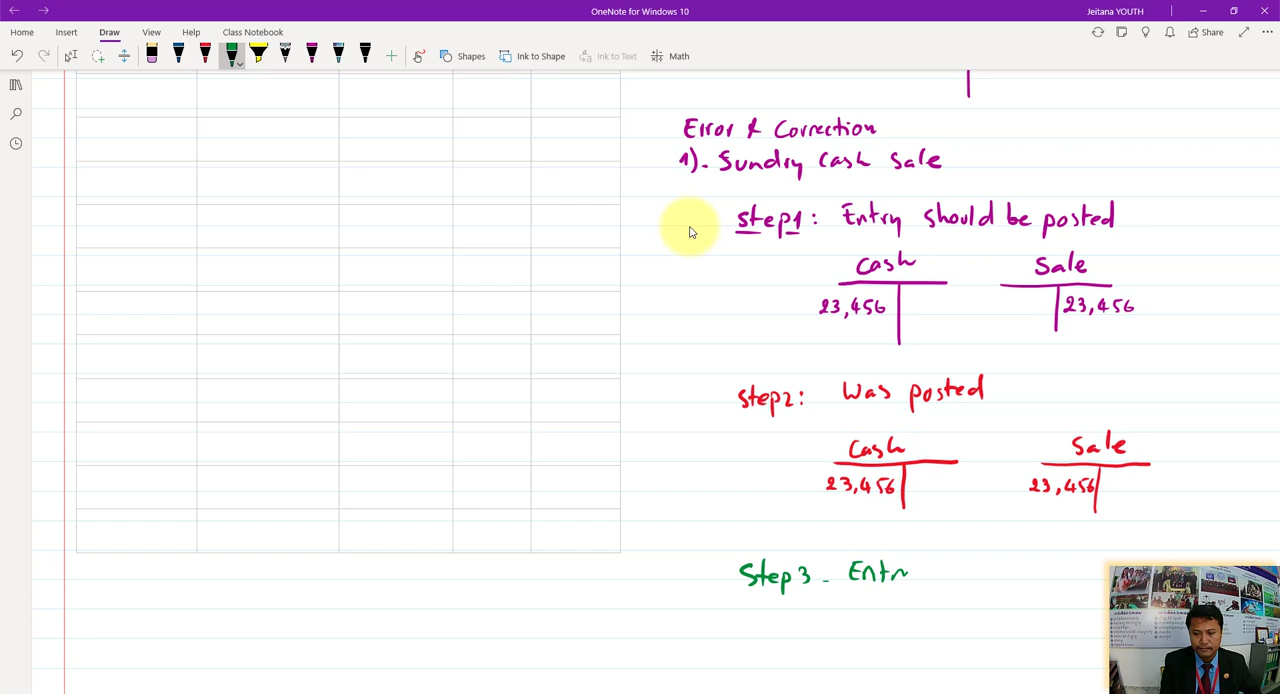 OneNote for Windows 10
Jeitana YOUTH
Home Insert Draw View Help Class Notebook
Share
Shapes Ink to Shape Ink to Text Math
Error & Correction
1). Sundry Cash Sale
Step1: Entry should be posted
Cash Sale
23,456 23,456
Step2: Was posted
Cash Sale
23,456 23,456
Step 3 - Entr